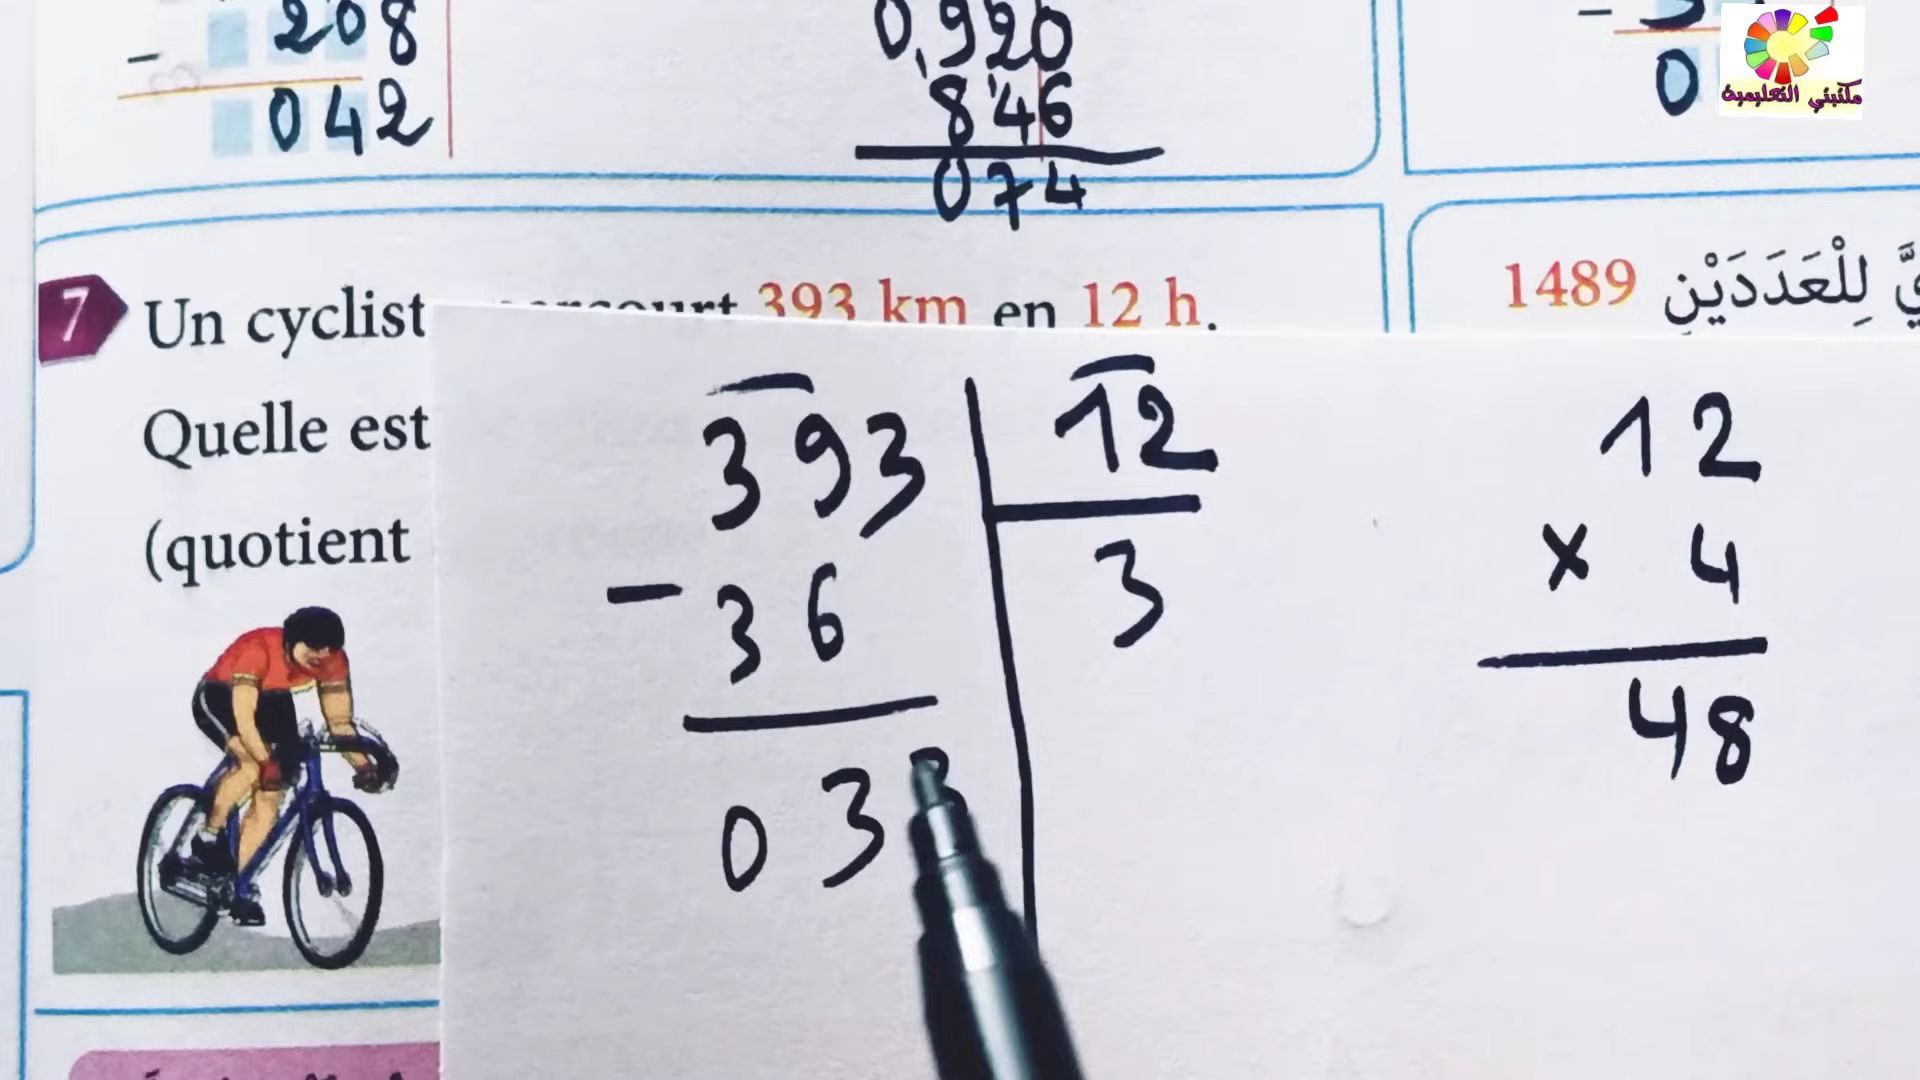 - 208
042
0,920
846
074
-
0
مكتبتي التعليمية
7 Un cyclist 393 km en 12 h.
Quelle est
(quotient
1489 لِلْعَدَدَيْنِ
393 12
- 36 3
03
12
× 4
48